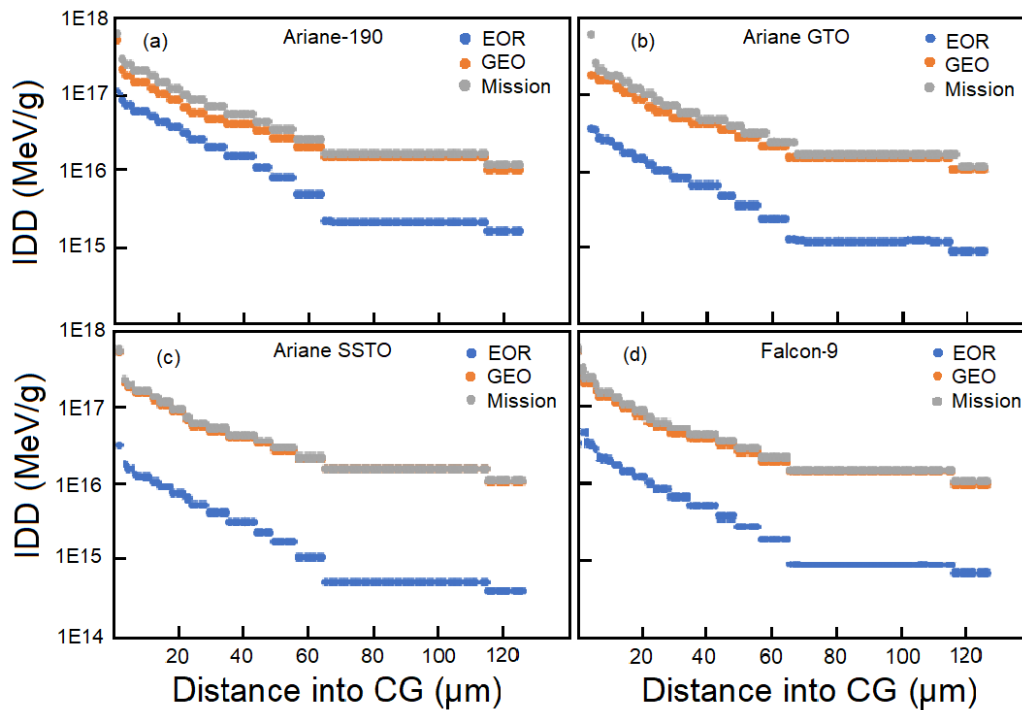 1E18
(a)
Ariane-190
EOR
GEO
Mission
1E17
1E16
1E15
IDD (MeV/g)
(b)
Ariane GTO
EOR
GEO
Mission
1E18
(c)
Ariane SSTO
EOR
GEO
Mission
1E17
1E16
1E15
1E14
IDD (MeV/g)
20 40 60 80 100 120
Distance into CG (μm)
(d)
Falcon-9
EOR
GEO
Mission
20 40 60 80 100 120
Distance into CG (μm)